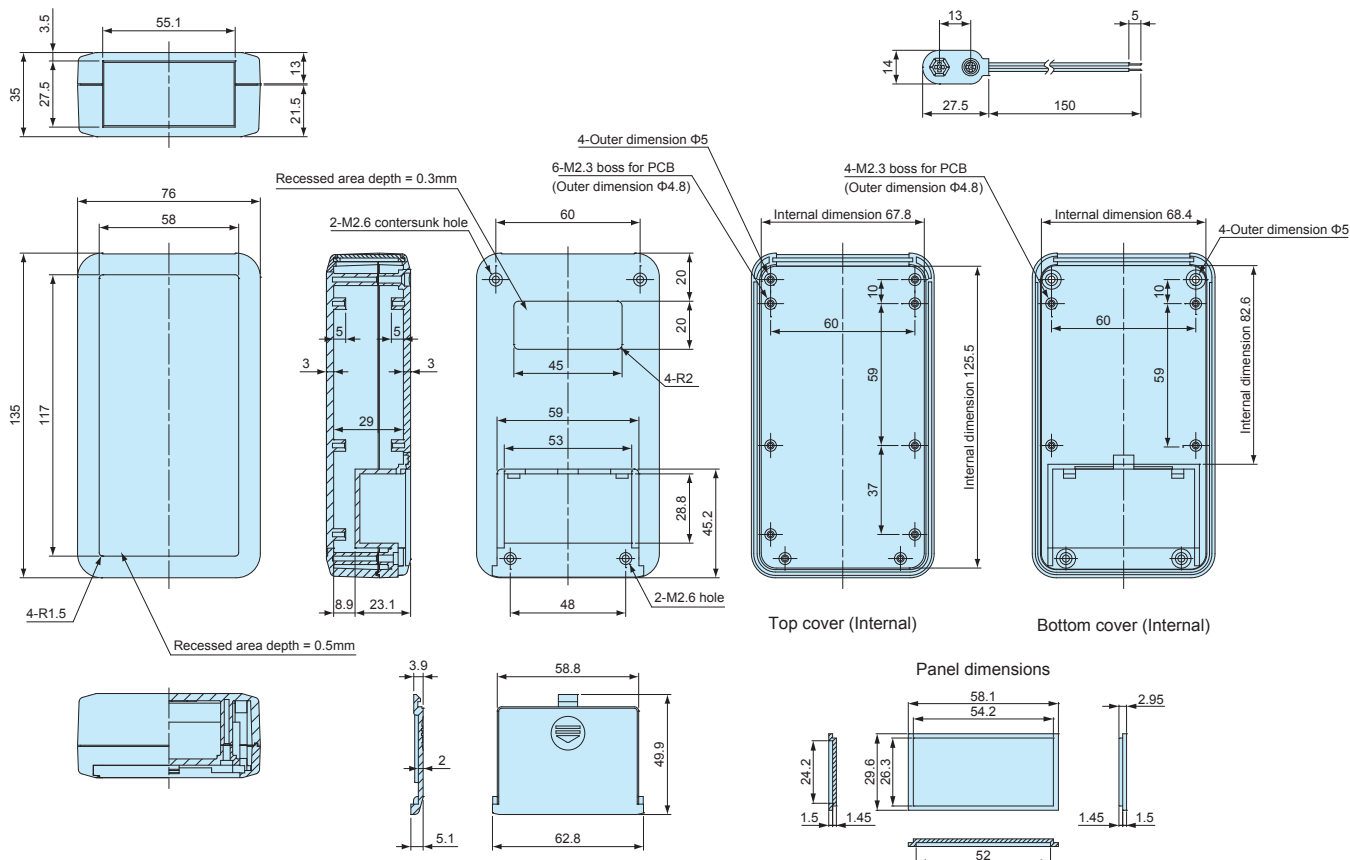 55.1
3.5
35
27.5
13
21.5
13
5
14
27.5
150
76
58
135
117
4-R1.5
Recessed area depth = 0.5mm
Recessed area depth = 0.3mm
2-M2.6 contersunk hole
5
5
3
3
29
8.9
23.1
60
20
20
45
4-R2
59
53
28.8
45.2
48
2-M2.6 hole
4-Outer dimension Φ5
6-M2.3 boss for PCB
(Outer dimension Φ4.8)
Internal dimension 67.8
10
60
59
37
Internal dimension 125.5
Top cover (Internal)
4-M2.3 boss for PCB
(Outer dimension Φ4.8)
Internal dimension 68.4
4-Outer dimension Φ5
10
60
59
Internal dimension 82.6
Bottom cover (Internal)
3.9
2
5.1
58.8
49.9
62.8
Panel dimensions
58.1
54.2
2.95
24.2
29.6
26.3
1.5
1.45
1.45
1.5
52